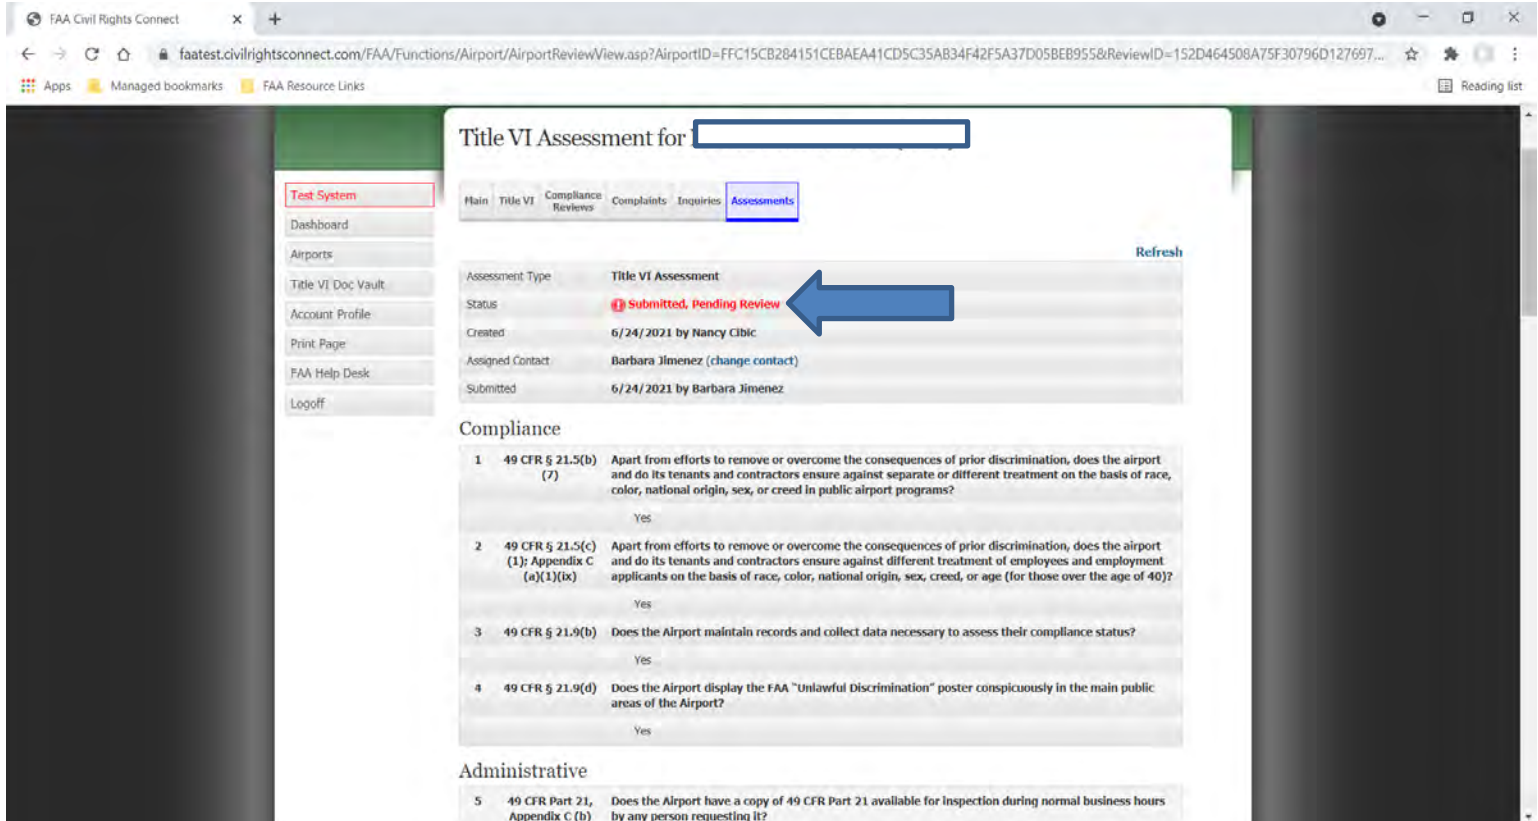 FAA Civil Rights Connect
faatest.civilrightsconnect.com/FAA/Functions/Airport/AirportReviewView.asp?AirportID=FFC15CB284151CEBAEA41CD5C35AB34F42F5A37D05BEB955&ReviewID=152D464508A75F30796D127697...
Apps Managed bookmarks FAA Resource Links Reading list
Title VI Assessment for
Test System
Dashboard
Airports
Title VI Doc Vault
Account Profile
Print Page
FAA Help Desk
Logoff
Main Title VI Compliance Reviews Complaints Inquiries Assessments
Refresh
Assessment Type Title VI Assessment
Status Submitted, Pending Review
Created 6/24/2021 by Nancy Cibic
Assigned Contact Barbara Jimenez (change contact)
Submitted 6/24/2021 by Barbara Jimenez
Compliance
1 49 CFR § 21.5(b) Apart from efforts to remove or overcome the consequences of prior discrimination, does the airport
(7) and do its tenants and contractors ensure against separate or different treatment on the basis of race,
color, national origin, sex, or creed in public airport programs?
Yes
2 49 CFR § 21.5(c) Apart from efforts to remove or overcome the consequences of prior discrimination, does the airport
(1); Appendix C and do its tenants and contractors ensure against different treatment of employees and employment
(a)(1)(ix) applicants on the basis of race, color, national origin, sex, creed, or age (for those over the age of 40)?
Yes
3 49 CFR § 21.9(b) Does the Airport maintain records and collect data necessary to assess their compliance status?
Yes
4 49 CFR § 21.9(d) Does the Airport display the FAA "Unlawful Discrimination" poster conspicuously in the main public
areas of the Airport?
Yes
Administrative
5 49 CFR Part 21, Does the Airport have a copy of 49 CFR Part 21 available for inspection during normal business hours
Appendix C (b) by any person requesting it?